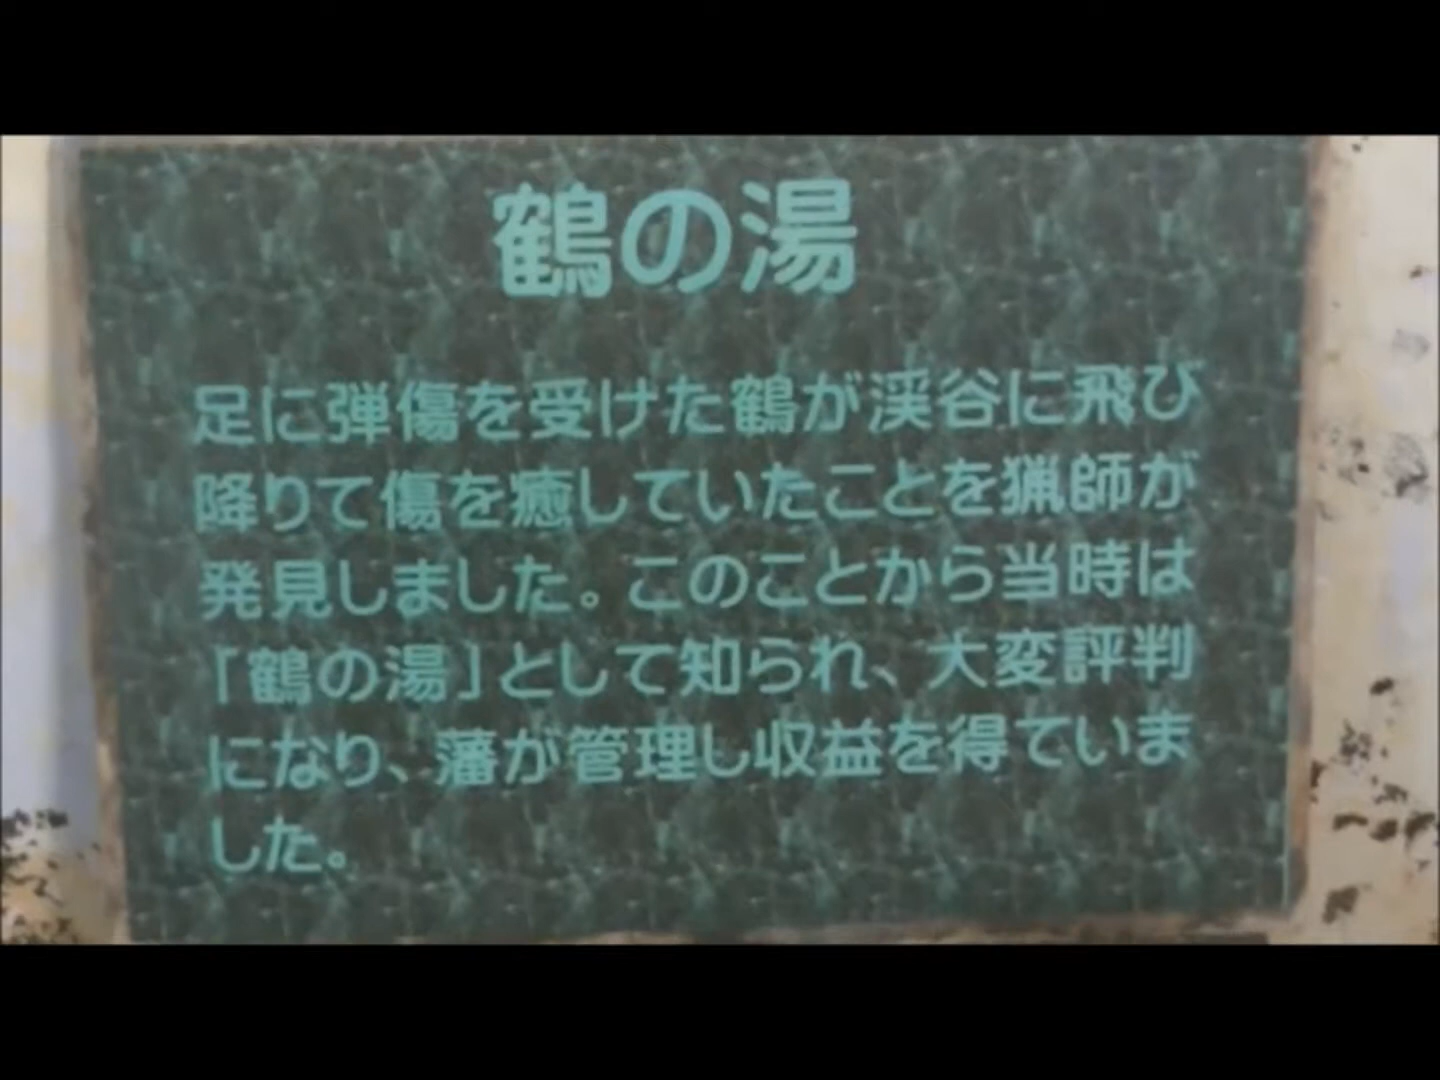 鶴の湯
足に弾傷を受けた鶴が渓谷に飛び
降りて傷を癒していたことを猟師が
発見しました。このことから当時は
「鶴の湯」として知られ、大変評判
になり、藩が管理し収益を得ていま
した。